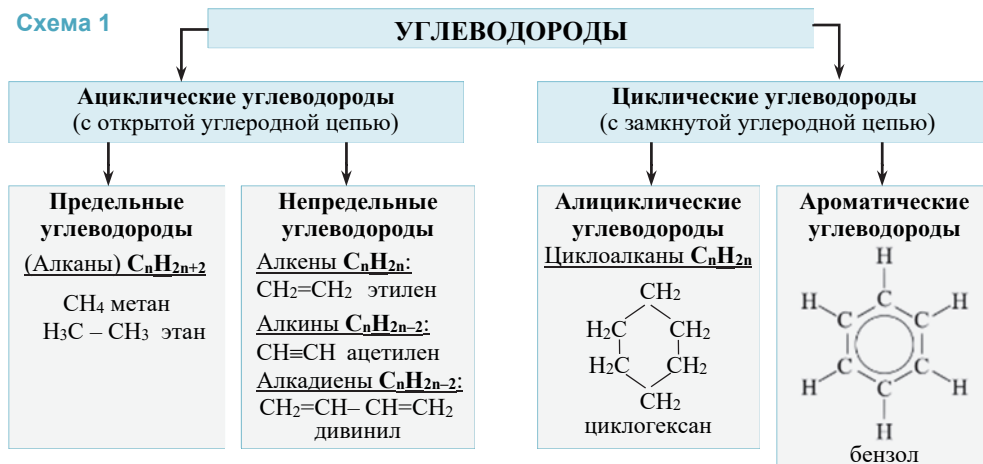 Схема 1
УГЛЕВОДОРОДЫ
Ациклические углеводороды
(с открытой углеродной цепью)
Циклические углеводороды
(с замкнутой углеродной цепью)
Предельные
углеводороды
(Алканы) CₙH₂ₙ₊₂
CH₄ метан
H₃C – CH₃ этан
Непредельные
углеводороды
Алкены CₙH₂ₙ:
CH₂=CH₂ этилен
Алкины CₙH₂ₙ₋₂:
CH≡CH ацетилен
Алкадиены CₙH₂ₙ₋₂:
CH₂=CH– CH=CH₂
дивинил
Алициклические
углеводороды
Циклоалканы CₙH₂ₙ
CH₂
H₂C CH₂
H₂C CH₂
CH₂
циклогексан
Ароматические
углеводороды
H
H C H
C C
C C
H C H
H
бензол